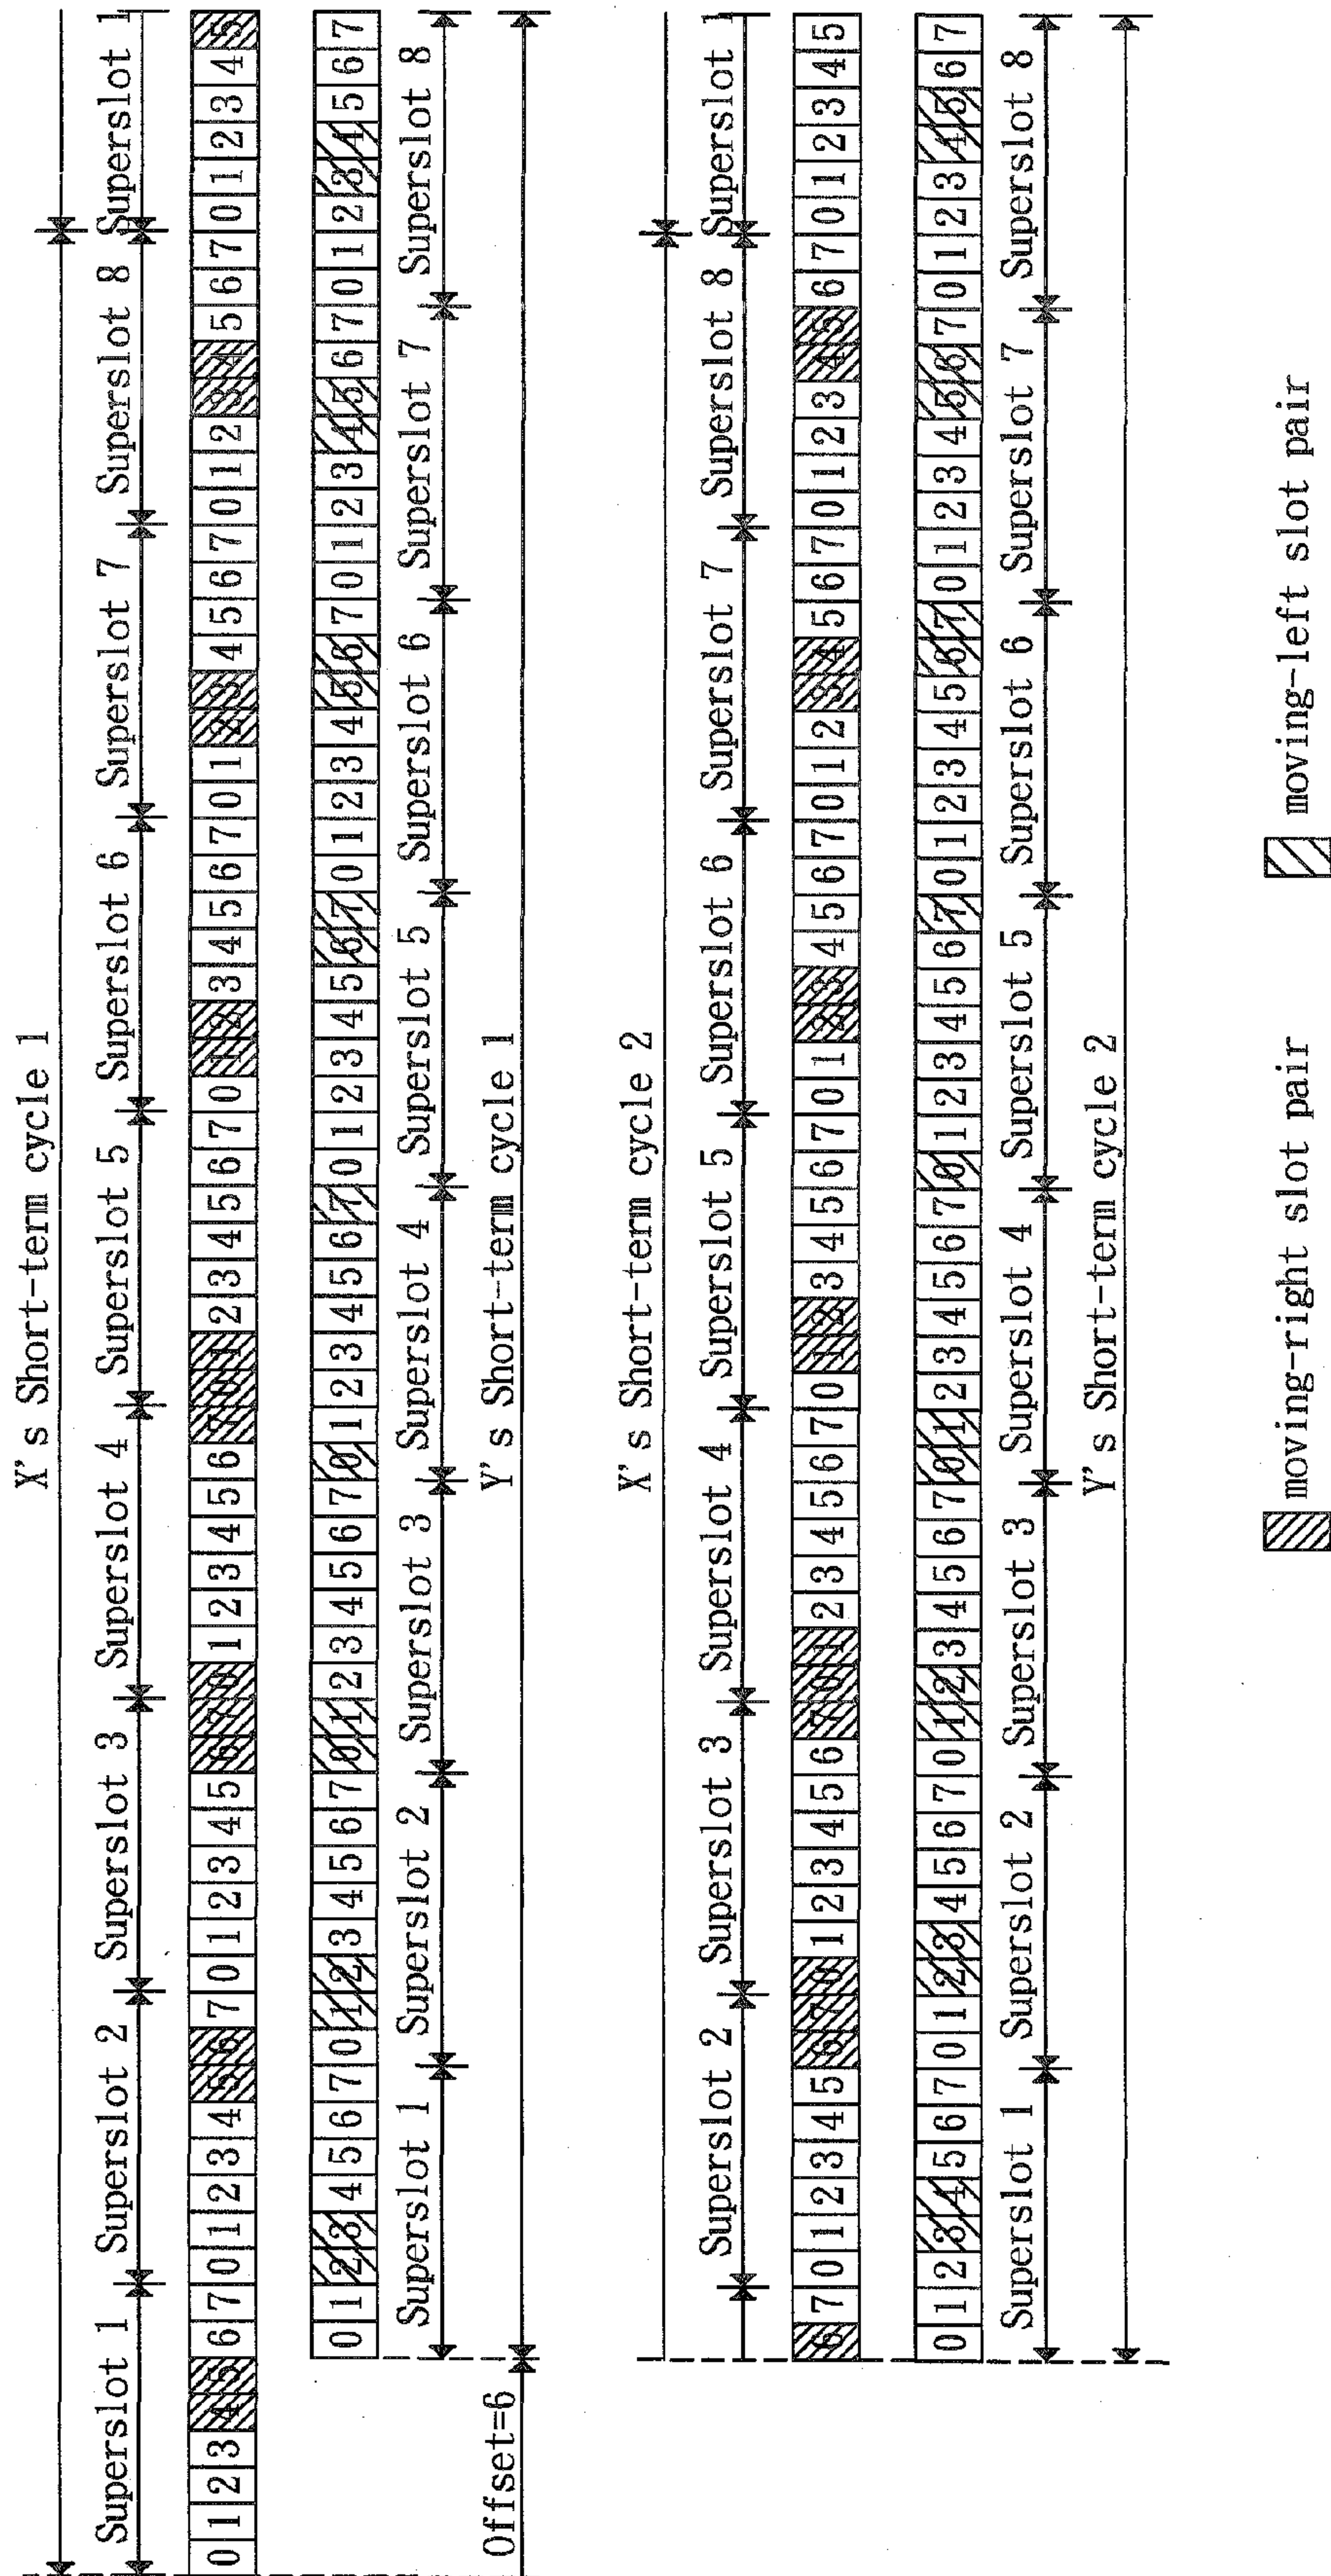 X's Short-term cycle 1
Superslot 1 Superslot 2 Superslot 3 Superslot 4 Superslot 5 Superslot 6 Superslot 7 Superslot 8 Superslot 1
0 1 2 3 4 5 6 7 0 1 2 3 4 5 6 7 0 1 2 3 4 5 6 7 0 1 2 3 4 5 6 7 0 1 2 3 4 5 6 7 0 1 2 3 4 5 6 7 0 1 2 3 4 5 6 7 0 1 2 3 4 5 6 7 0 1 2 3 4 5
0 1 2 3 4 5 6 7 0 1 2 3 4 5 6 7 0 1 2 3 4 5 6 7 0 1 2 3 4 5 6 7 0 1 2 3 4 5 6 7 0 1 2 3 4 5 6 7 0 1 2 3 4 5 6 7 0 1 2 3 4 5 6 7
Superslot 1 Superslot 2 Superslot 3 Superslot 4 Superslot 5 Superslot 6 Superslot 7 Superslot 8
Offset=6 Y's Short-term cycle 1
X's Short-term cycle 2
Superslot 2 Superslot 3 Superslot 4 Superslot 5 Superslot 6 Superslot 7 Superslot 8 Superslot 1
6 7 0 1 2 3 4 5 6 7 0 1 2 3 4 5 6 7 0 1 2 3 4 5 6 7 0 1 2 3 4 5 6 7 0 1 2 3 4 5 6 7 0 1 2 3 4 5 6 7 0 1 2 3 4 5 6 7 0 1 2 3 4 5
0 1 2 3 4 5 6 7 0 1 2 3 4 5 6 7 0 1 2 3 4 5 6 7 0 1 2 3 4 5 6 7 0 1 2 3 4 5 6 7 0 1 2 3 4 5 6 7 0 1 2 3 4 5 6 7 0 1 2 3 4 5 6 7
Superslot 1 Superslot 2 Superslot 3 Superslot 4 Superslot 5 Superslot 6 Superslot 7 Superslot 8
Y's Short-term cycle 2
moving-right slot pair moving-left slot pair